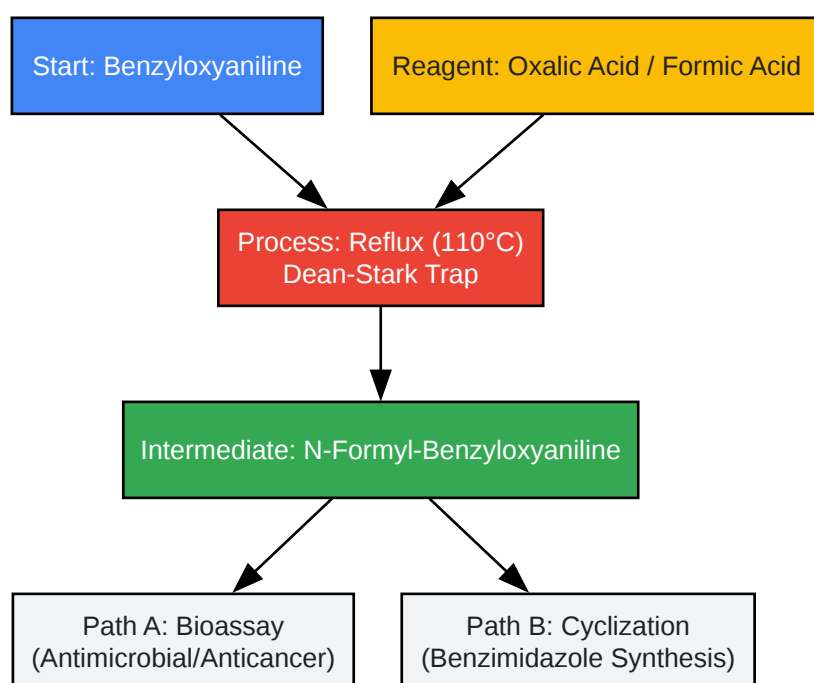 Start: Benzyloxyaniline
Reagent: Oxalic Acid / Formic Acid
Process: Reflux (110°C)
Dean-Stark Trap
Intermediate: N-Formyl-Benzyloxyaniline
Path A: Bioassay
(Antimicrobial/Anticancer)
Path B: Cyclization
(Benzimidazole Synthesis)